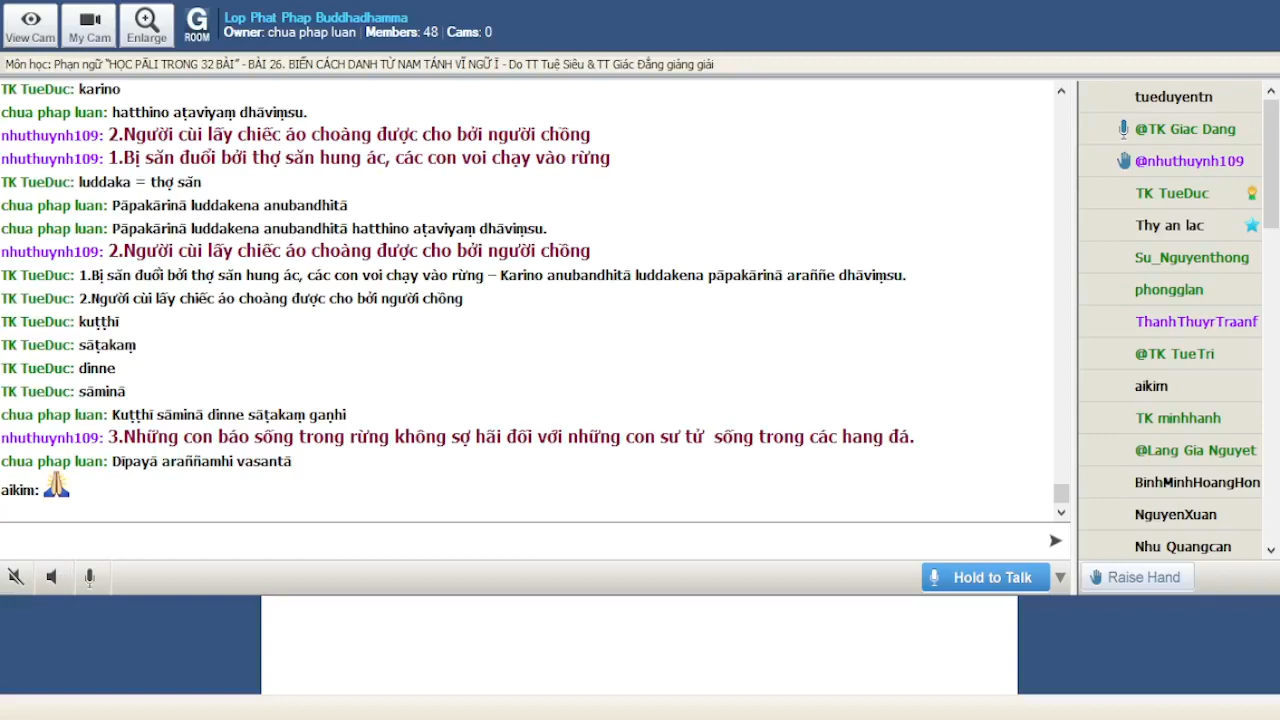 View Cam
My Cam
Enlarge
G
ROOM
Lop Phat Phap Buddhadhamma
Owner: chua phap luan | Members: 48 | Cams: 0
Môn học: Phạn ngữ "HỌC PĀLI TRONG 32 BÀI" - BÀI 26. BIẾN CÁCH DANH TỪ NAM TÁNH VĨ NGỮ Ī - Do TT Tuệ Siêu & TT Giác Đẳng giảng giải
TK TueDuc: karino
chua phap luan: hatthino aṭaviyaṃ dhāviṃsu.
nhuthuynh109: 2.Người cùi lấy chiếc áo choàng được cho bởi người chồng
nhuthuynh109: 1.Bị săn đuổi bởi thợ săn hung ác, các con voi chạy vào rừng
TK TueDuc: luddaka = thợ săn
chua phap luan: Pāpakārinā luddakena anubandhitā
chua phap luan: Pāpakārinā luddakena anubandhitā hatthino aṭaviyaṃ dhāviṃsu.
nhuthuynh109: 2.Người cùi lấy chiếc áo choàng được cho bởi người chồng
TK TueDuc: 1.Bị săn đuổi bởi thợ săn hung ác, các con voi chạy vào rừng – Karino anubandhitā luddakena pāpakārinā araññe dhāviṃsu.
TK TueDuc: 2.Người cùi lấy chiếc áo choàng được cho bởi người chồng
TK TueDuc: kuṭṭhī
TK TueDuc: sāṭakaṃ
TK TueDuc: dinne
TK TueDuc: sāminā
chua phap luan: Kuṭṭhī sāminā dinne sāṭakaṃ gaṇhi
nhuthuynh109: 3.Những con báo sống trong rừng không sợ hãi đối với những con sư tử sống trong các hang đá.
chua phap luan: Dipayā araññamhi vasantā
aikim:
Hold to Talk
tueduyentn
@TK Giac Dang
@nhuthuynh109
TK TueDuc
Thy an lac
Su_Nguyenthong
phongglan
ThanhThuyrTraanf
@TK TueTri
aikim
TK minhhanh
@Lang Gia Nguyet
BinhMinhHoangHon
NguyenXuan
Nhu Quangcan
Raise Hand